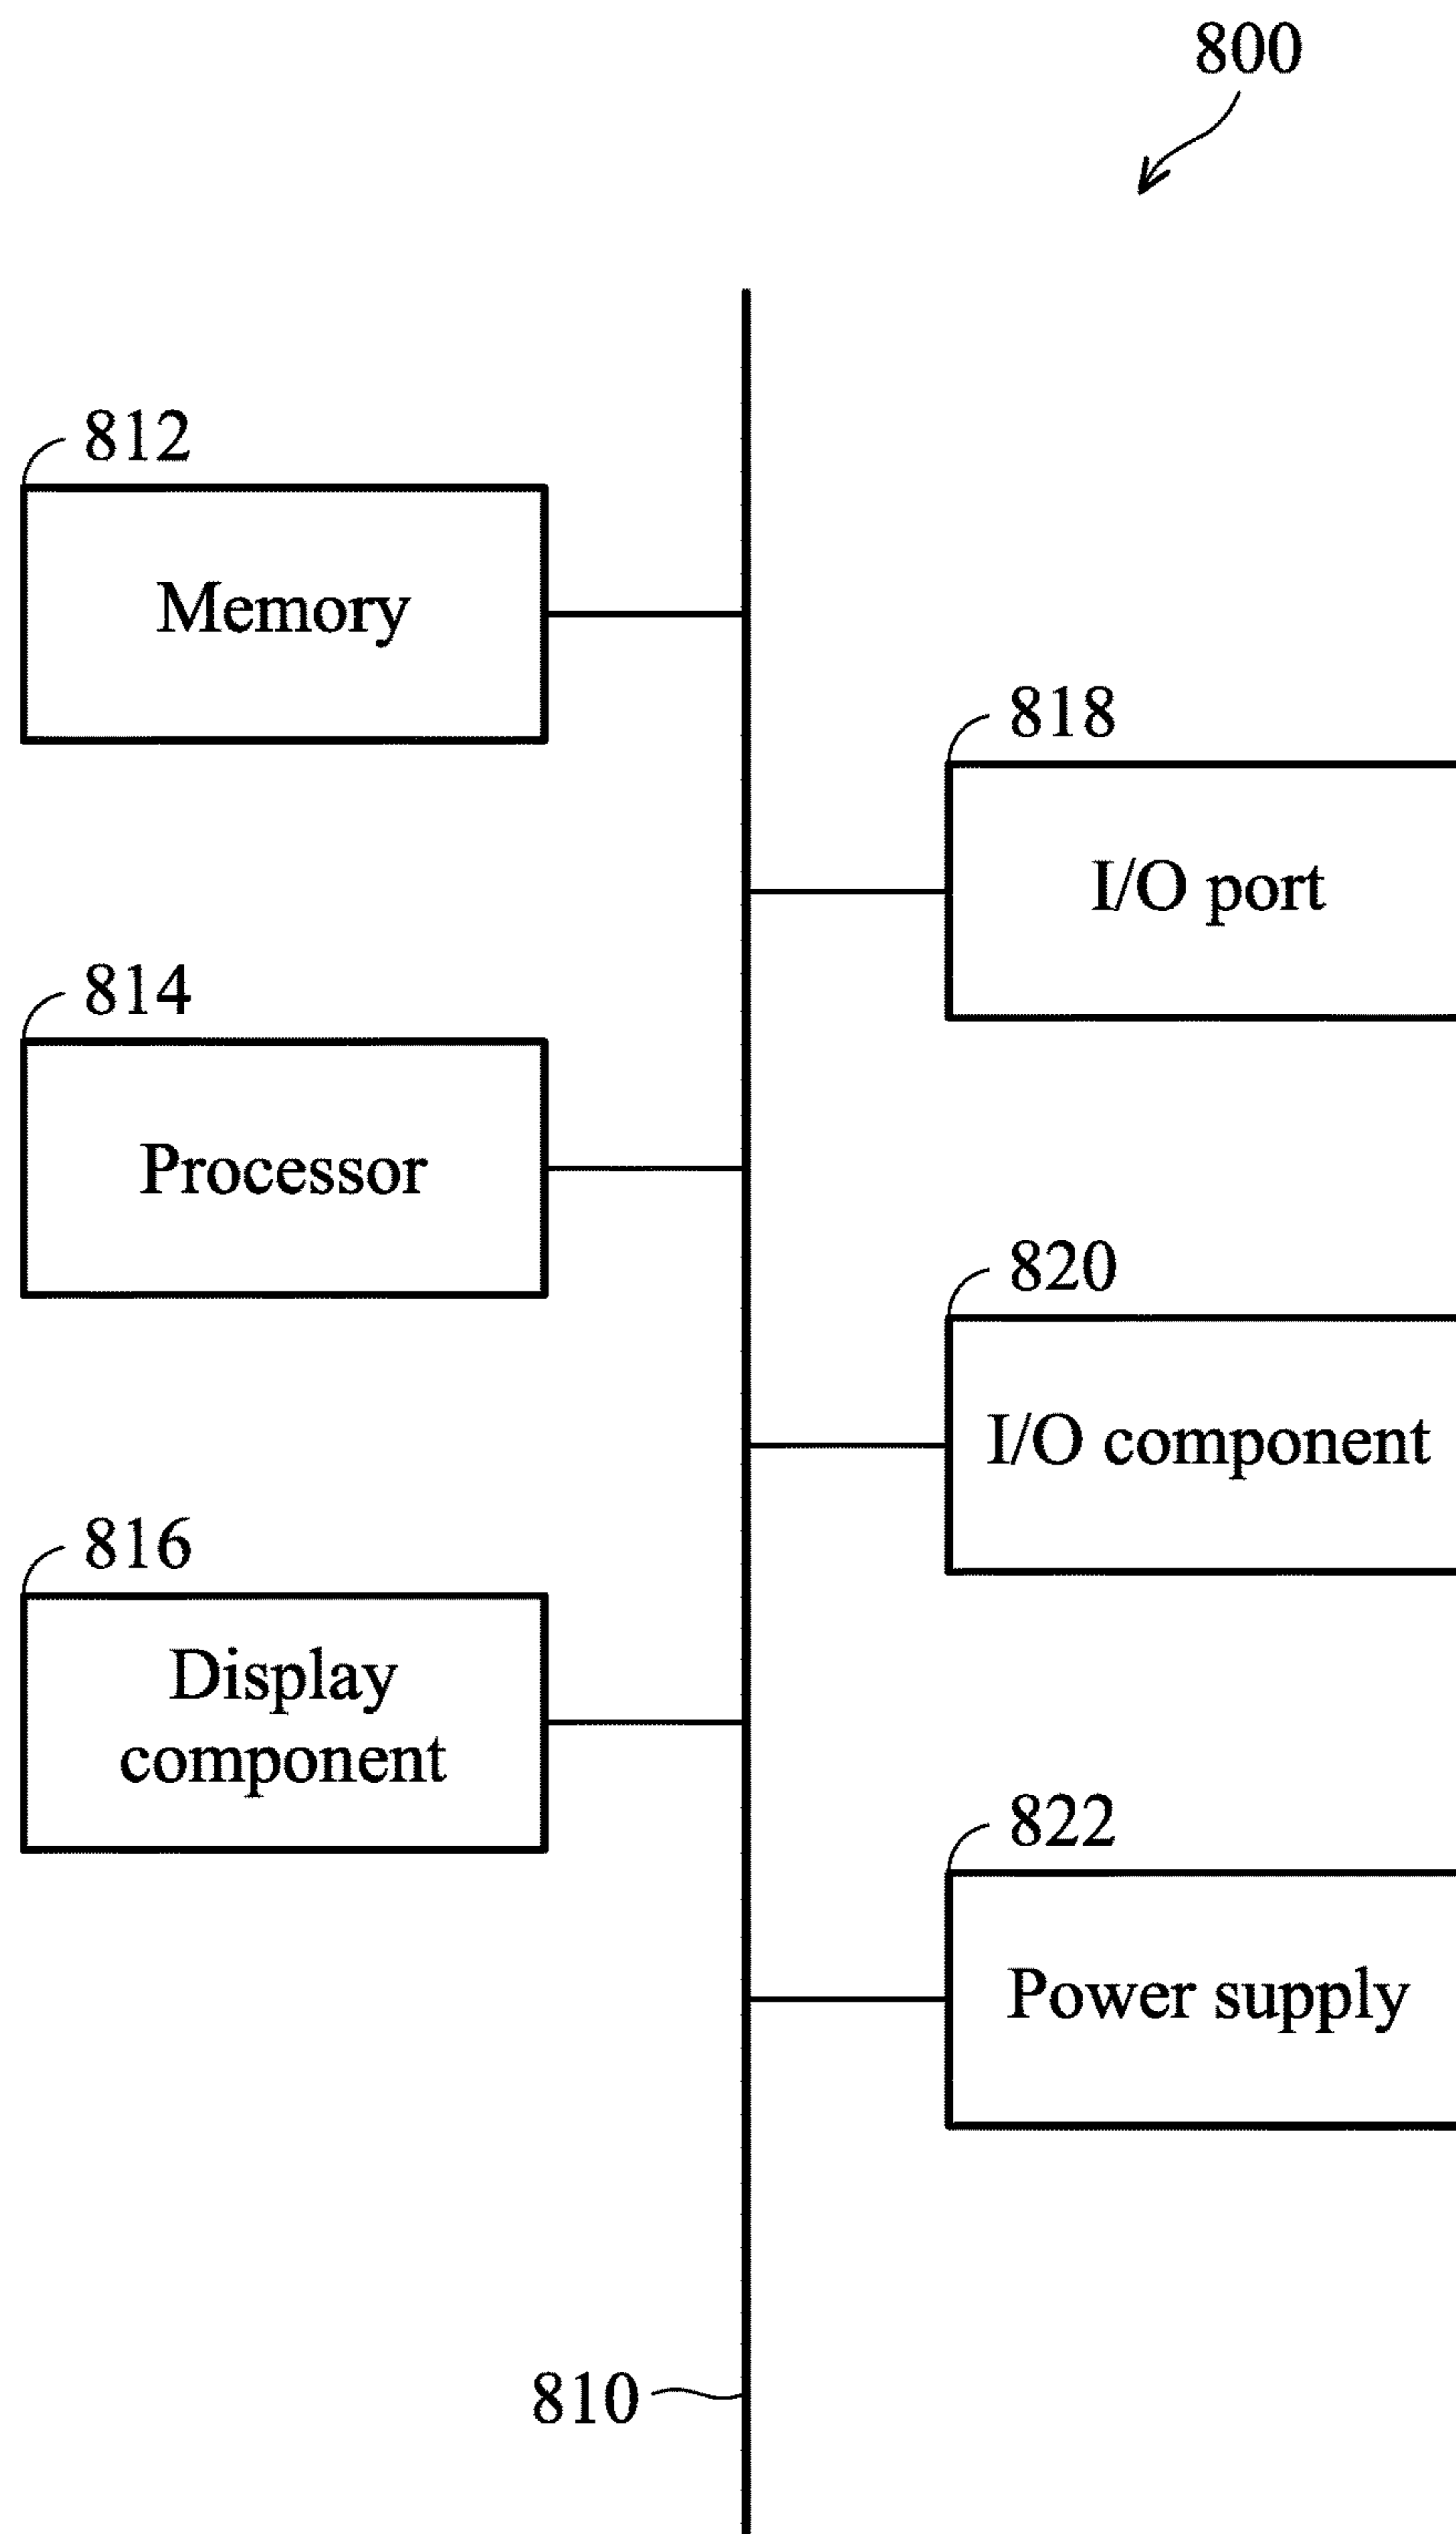 800
812
Memory
818
I/O port
814
Processor
820
I/O component
816
Display
component
822
Power supply
810